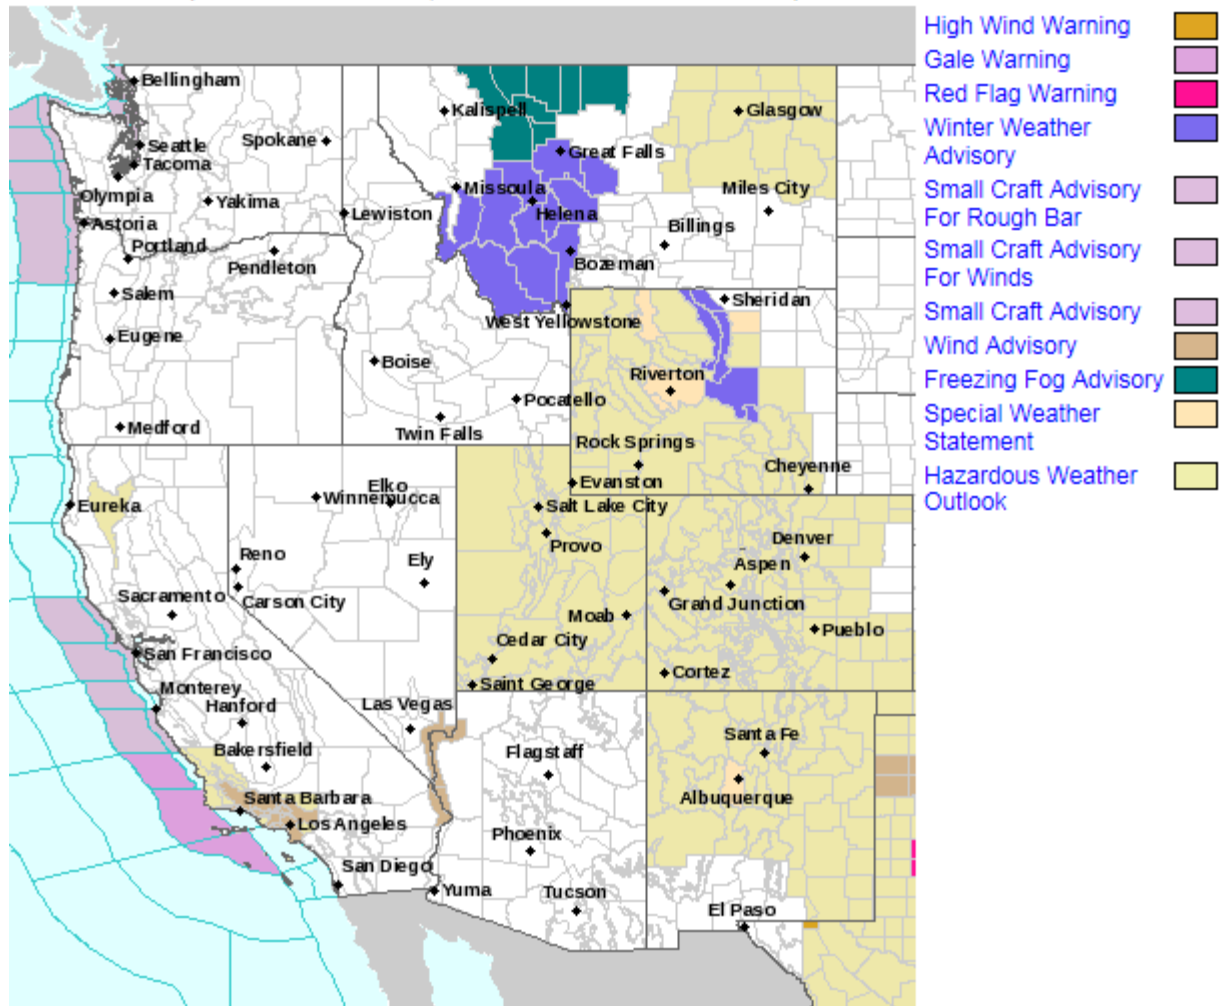 High Wind Warning
Gale Warning
Red Flag Warning
Winter Weather
Advisory
Small Craft Advisory
For Rough Bar
Small Craft Advisory
For Winds
Small Craft Advisory
Wind Advisory
Freezing Fog Advisory
Special Weather
Statement
Hazardous Weather
Outlook
Bellingham
Kalispell
Glasgow
Seattle
Spokane
Great Falls
Tacoma
Missoula
Miles City
Olympia
Yakima
Lewiston
Helena
Astoria
Billings
Portland
Pendleton
Bozeman
Salem
Sheridan
West Yellowstone
Eugene
Boise
Riverton
Pocatello
Medford
Twin Falls
Rock Springs
Cheyenne
Evanston
Elko
Winnemucca
Eureka
Salt Lake City
Provo
Denver
Reno
Ely
Aspen
Sacramento
Carson City
Grand Junction
Moab
Pueblo
Cedar City
San Francisco
Cortez
Saint George
Monterey
Hanford
Las Vegas
Santa Fe
Bakersfield
Flagstaff
Santa Barbara
Albuquerque
Los Angeles
Phoenix
San Diego
Yuma
Tucson
El Paso